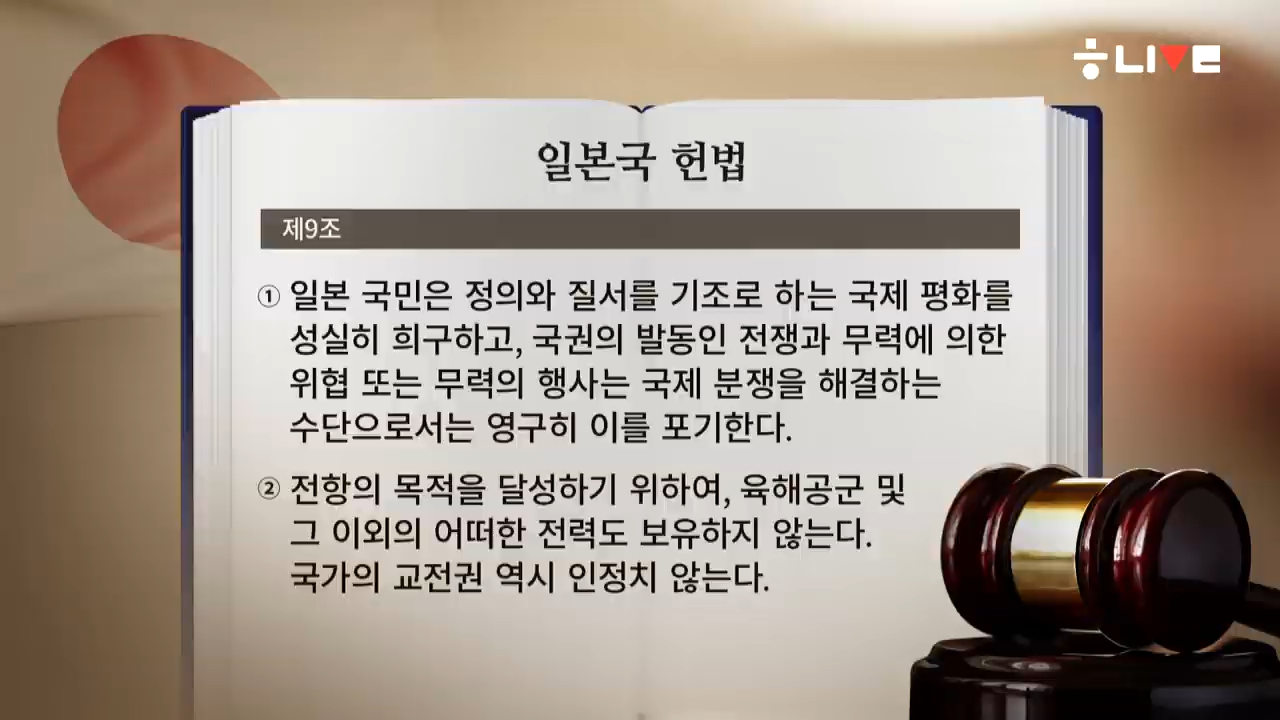 ㅎ LIVE
일본국 헌법
제9조
① 일본 국민은 정의와 질서를 기조로 하는 국제 평화를
성실히 희구하고, 국권의 발동인 전쟁과 무력에 의한
위협 또는 무력의 행사는 국제 분쟁을 해결하는
수단으로서는 영구히 이를 포기한다.
② 전항의 목적을 달성하기 위하여, 육해공군 및
그 이외의 어떠한 전력도 보유하지 않는다.
국가의 교전권 역시 인정치 않는다.